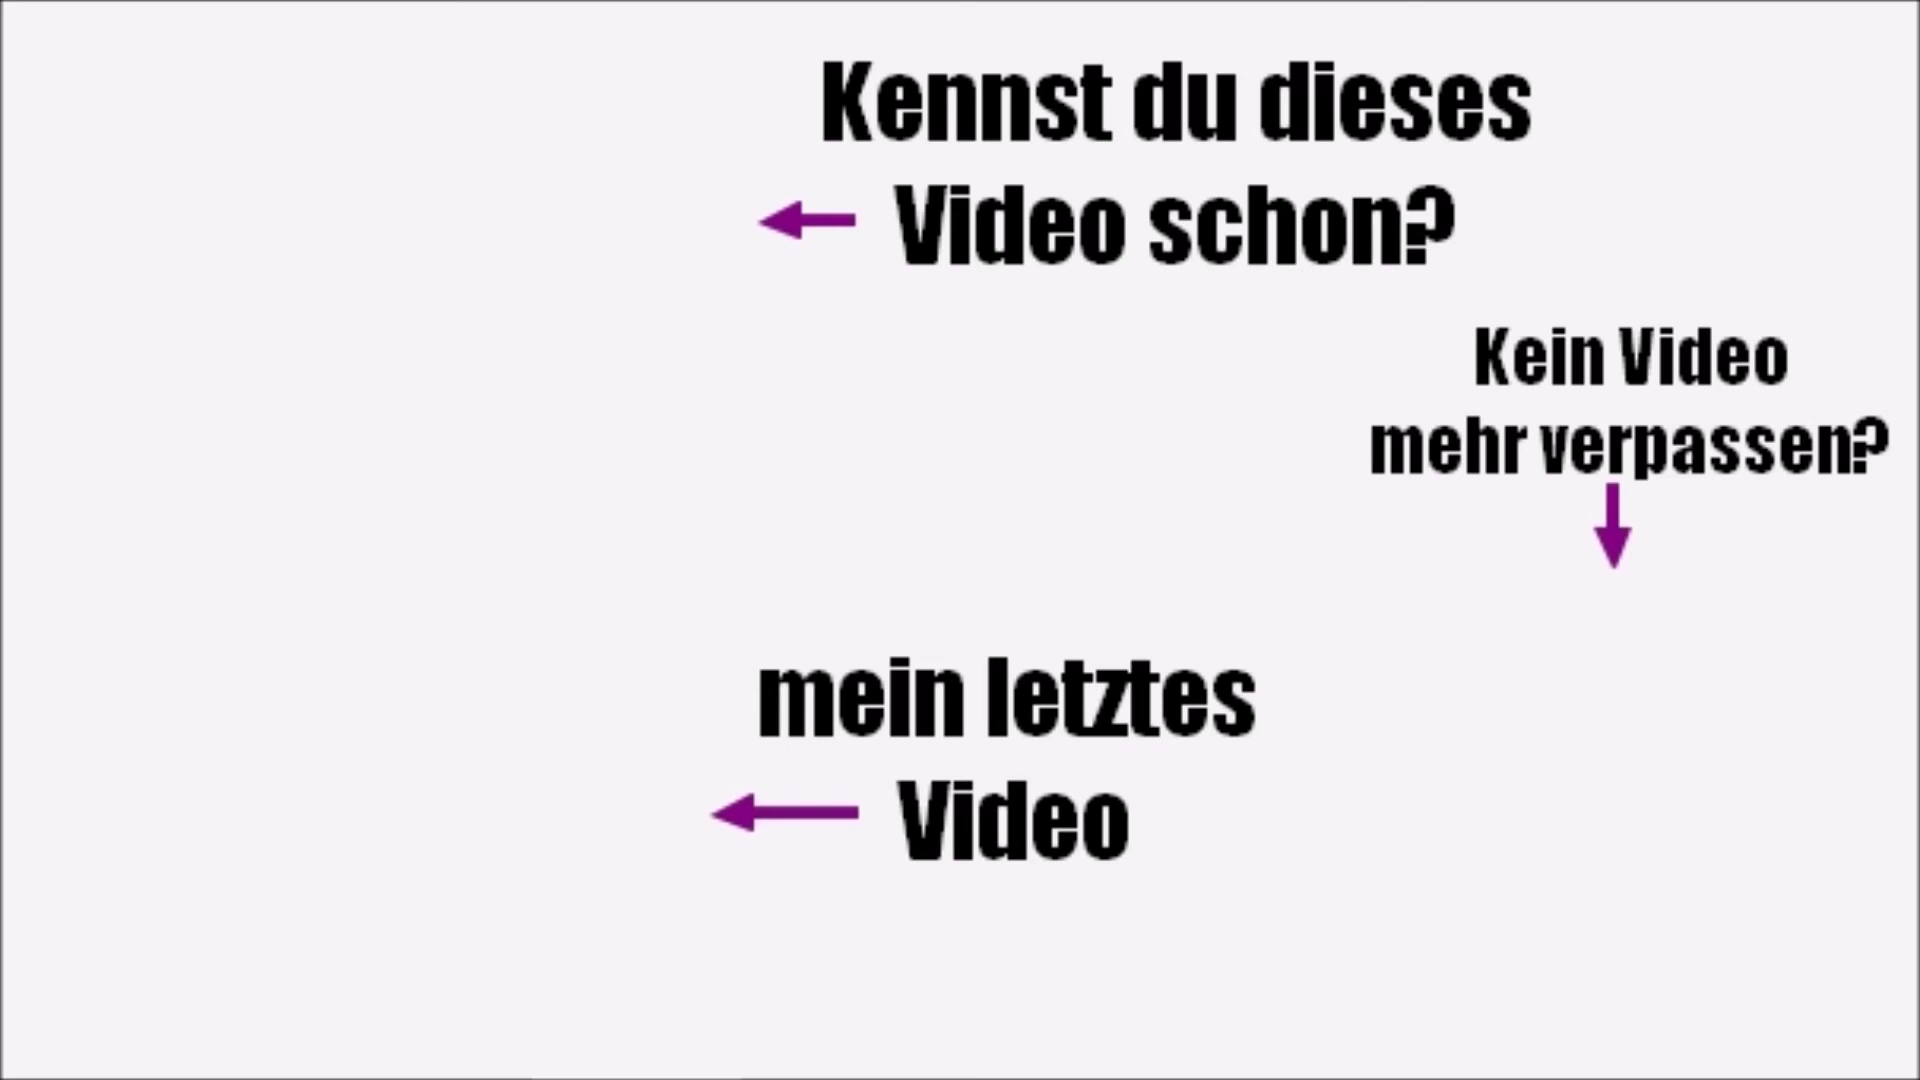 Kennst du dieses
Video schon?
Kein Video
mehr verpassen?
mein letztes
Video